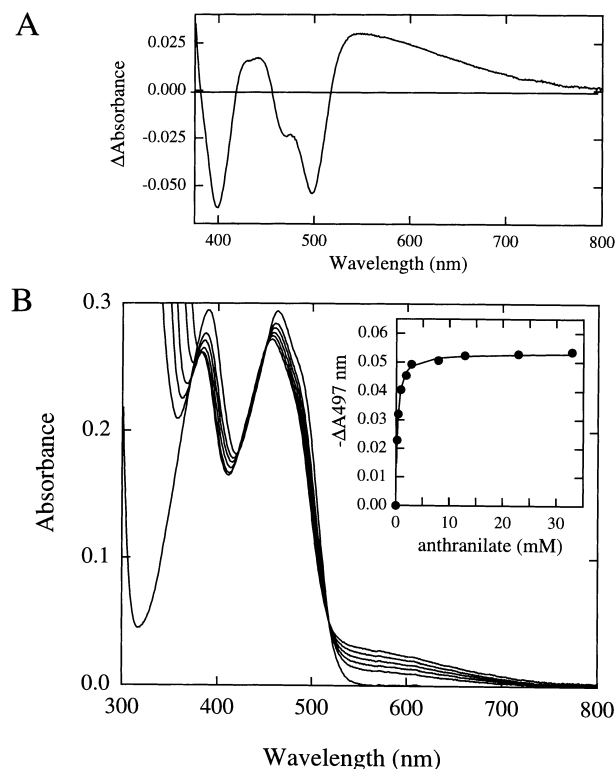 A
0.025
0.000
-0.025
-0.050
ΔAbsorbance
400 500 600 700 800
Wavelength (nm)
B
0.3
0.2
0.1
0.0
Absorbance
300 400 500 600 700 800
Wavelength (nm)
0.06
0.05
0.04
0.03
0.02
0.01
0.00
-ΔA497 nm
0 10 20 30
anthranilate (mM)